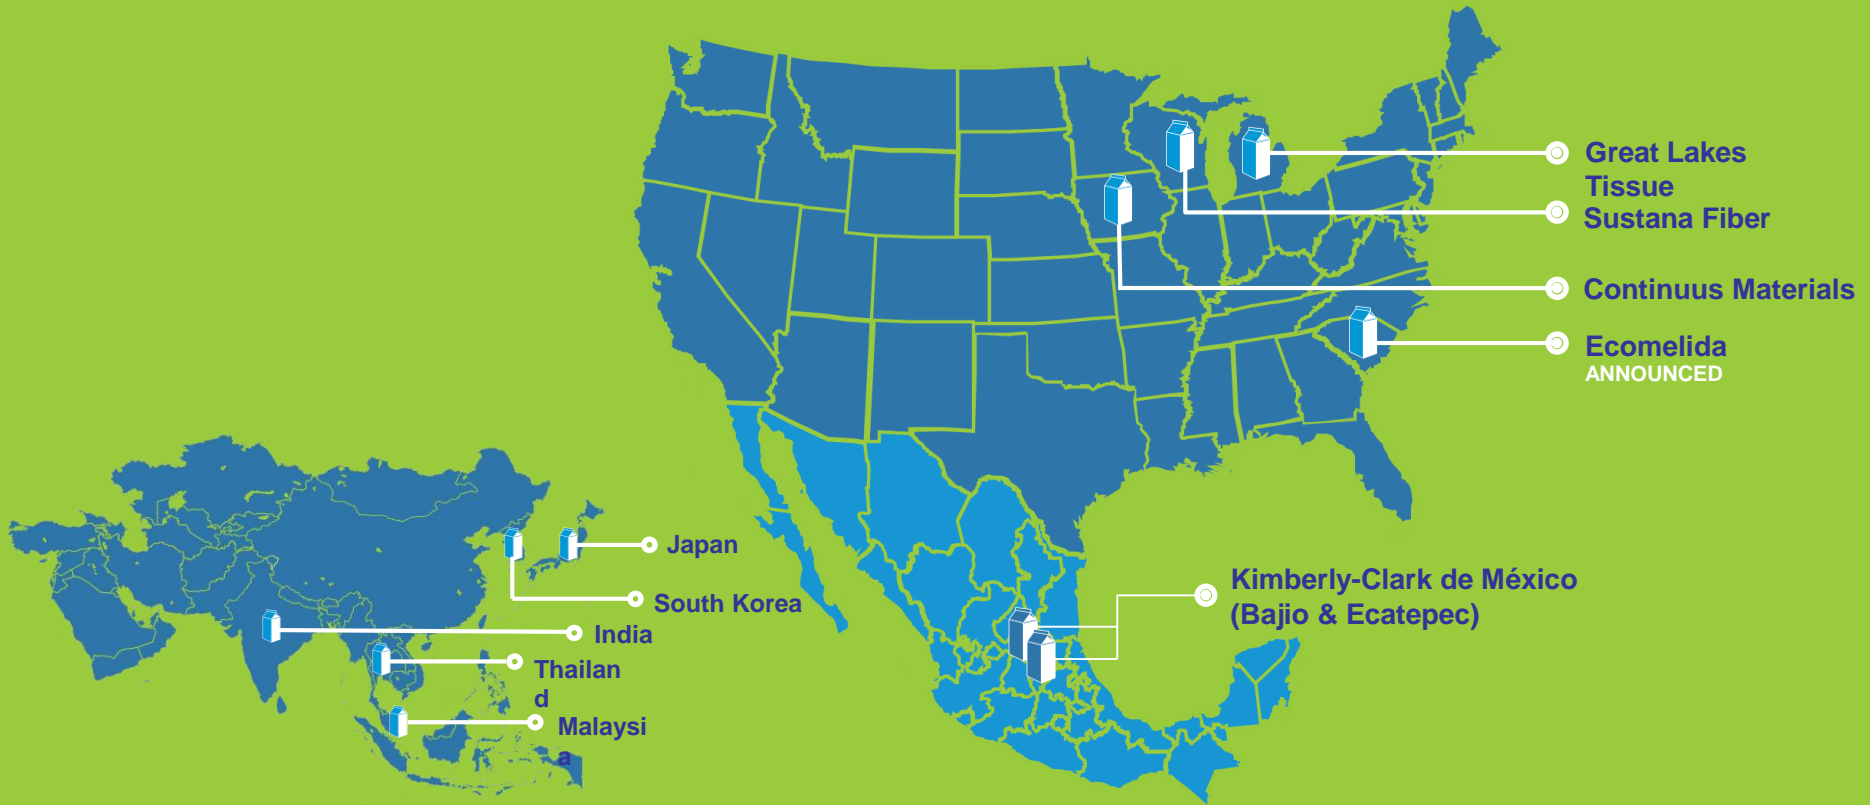 Great Lakes
Tissue
Sustana Fiber
Continuus Materials
Ecomelida
ANNOUNCED
Japan
South Korea
India
Thailan
d
Malaysi
a
Kimberly-Clark de México
(Bajio & Ecatepec)